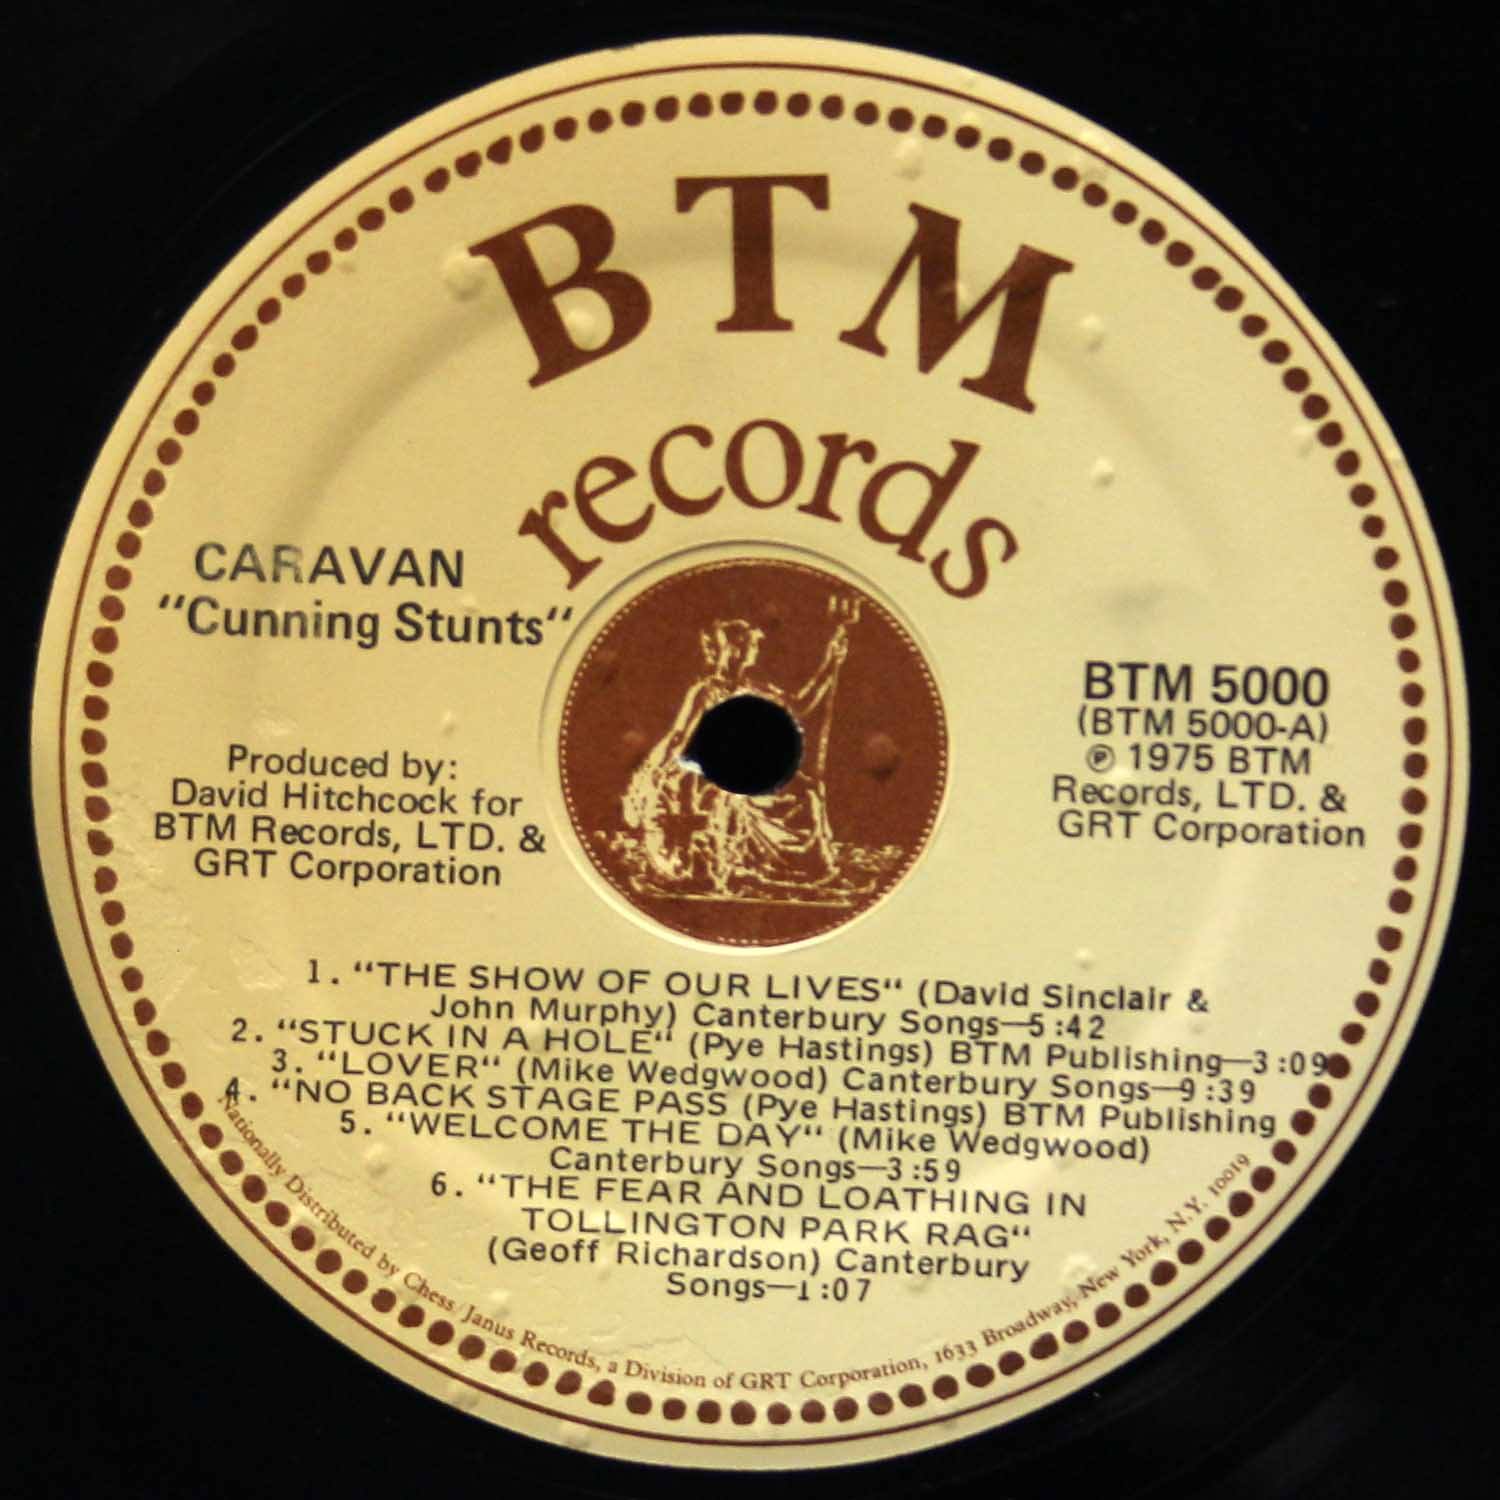 BTM
records
CARAVAN
"Cunning Stunts"
Produced by:
David Hitchcock for
BTM Records, LTD. &
GRT Corporation
BTM 5000
(BTM 5000-A)
℗ 1975 BTM
Records, LTD. &
GRT Corporation
1. "THE SHOW OF OUR LIVES" (David Sinclair &
John Murphy) Canterbury Songs—5:42
2. "STUCK IN A HOLE" (Pye Hastings) BTM Publishing—3:09
3. "LOVER" (Mike Wedgwood) Canterbury Songs—9:39
4. "NO BACK STAGE PASS (Pye Hastings) BTM Publishing
5. "WELCOME THE DAY" (Mike Wedgwood)
Canterbury Songs—3:59
6. "THE FEAR AND LOATHING IN
TOLLINGTON PARK RAG"
(Geoff Richardson) Canterbury
Songs—1:07
Nationally Distributed by Chess/Janus Records, a Division of GRT Corporation, 1633 Broadway, New York, N.Y. 10019